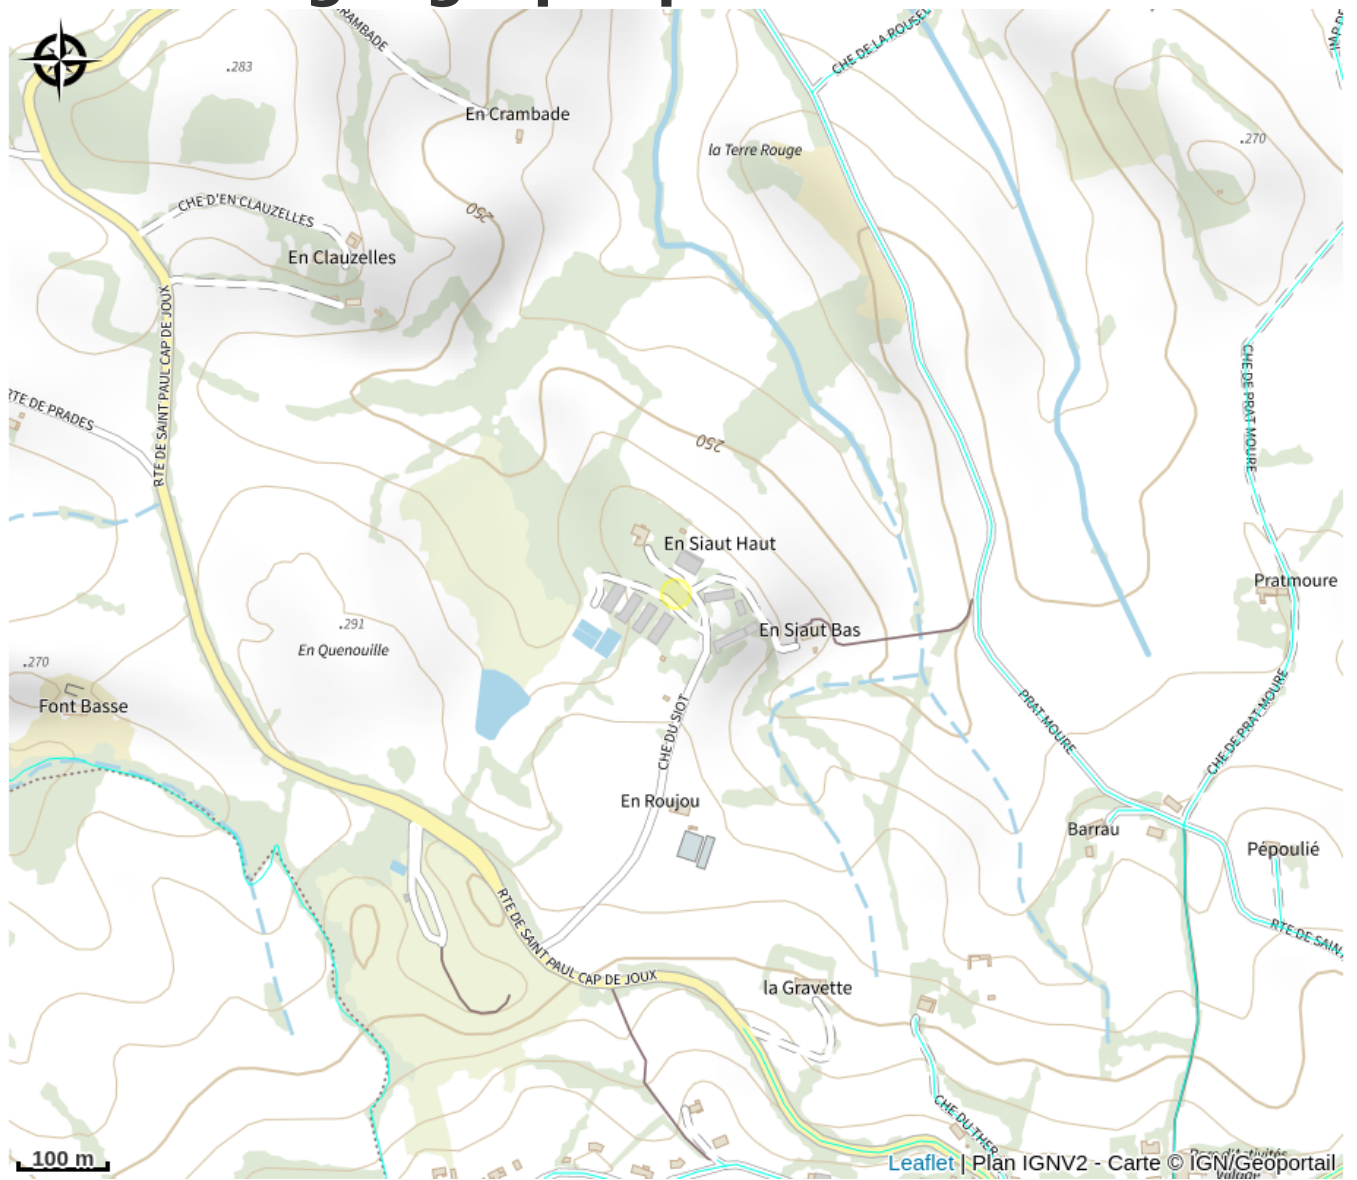 CRAMBADE
CHE DE LA ROUSE
.283
En Crambade
la Terre Rouge
.270
CHE D'EN CLAUZELLES
250
En Clauzelles
RTE DE SAINT PAUL CAP DE JOUX
RTE DE PRADES
CHE DE PRAT MOURE
250
En Siaut Haut
Pratmoure
.291
En Siaut Bas
En Quenouille
.270
Font Basse
CHE DU SIOT
PRAT MOURE
CHE DE PRAT MOURE
En Roujou
Barrau
Pépoulié
RTE DE SAINT PAUL CAP DE JOUX
RTE DE SAIN
la Gravette
CHE DU THER
100 m
Leaflet | Plan IGNV2 - Carte © IGN/Geoportail
Village